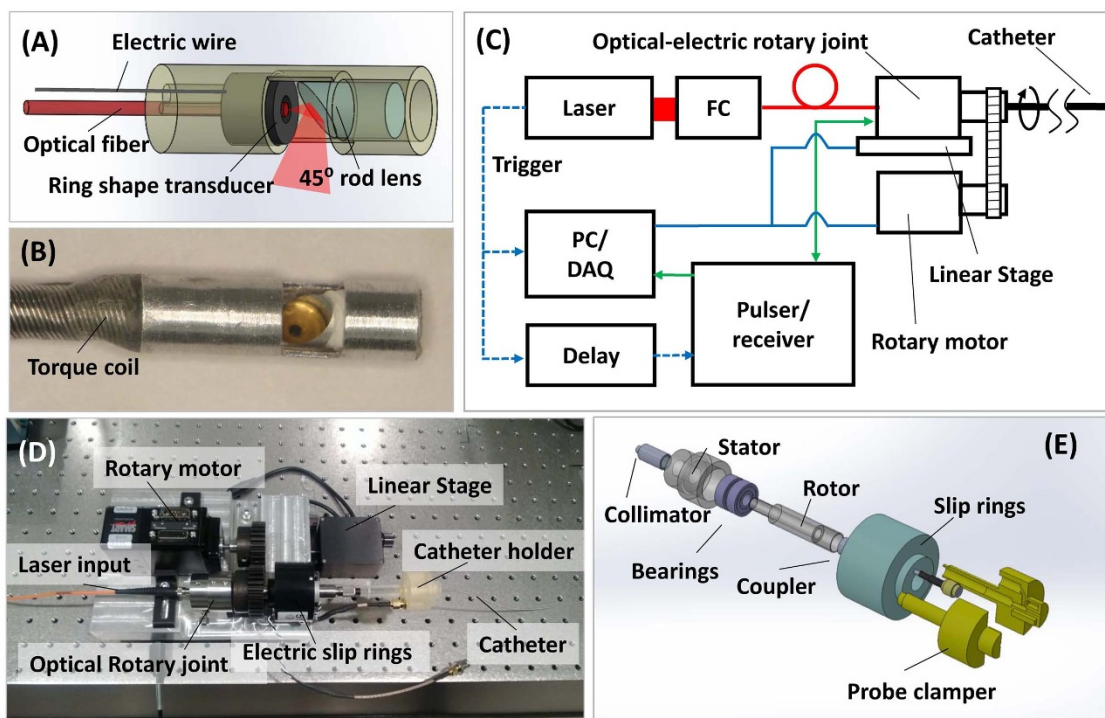 (A)
Electric wire
Optical fiber
Ring shape transducer
45⁰ rod lens
(B)
Torque coil
(C)
Optical-electric rotary joint
Catheter
Laser
FC
Trigger
PC/
DAQ
Linear Stage
Pulser/
receiver
Rotary motor
Delay
(D)
Rotary motor
Linear Stage
Laser input
Catheter holder
Catheter
Optical Rotary joint
Electric slip rings
(E)
Stator
Collimator
Rotor
Slip rings
Bearings
Coupler
Probe clamper